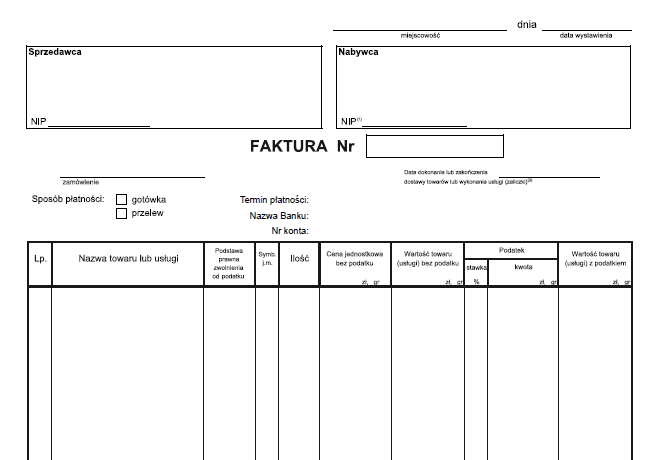 dnia
miejscowość
data wystawienia
Sprzedawca
Nabywca
NIP
NIP(1)
FAKTURA Nr
zamówienie
Data dokonania lub zakończenia
dostawy towarów lub wykonania usługi (zaliczki)(2)
Sposób płatności:
gotówka
przelew
Termin płatności:
Nazwa Banku:
Nr konta:
Lp.
Nazwa towaru lub usługi
Podstawa
prawna
zwolnienia
od podatku
Symb.
j.m.
Ilość
Cena jednostkowa
bez podatku
zł, gr
Wartość towaru
(usługi) bez podatku
zł, gr
Podatek
stawka
%
kwota
zł, gr
Wartość towaru
(usługi) z podatkiem
zł, gr